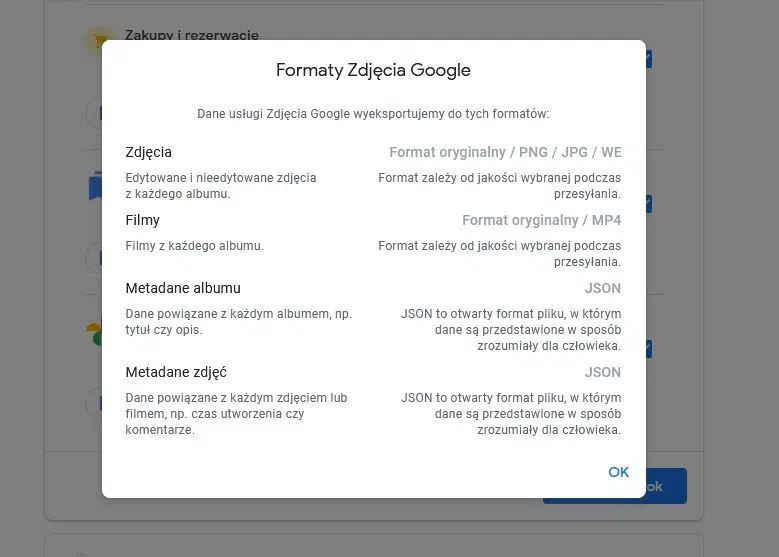 Zakupy i rezerwacje
Formaty Zdjęcia Google
Dane usługi Zdjęcia Google wyeksportujemy do tych formatów:
Zdjęcia
Format oryginalny / PNG / JPG / WE
Edytowane i nieedytowane zdjęcia
z każdego albumu.
Format zależy od jakości wybranej podczas
przesyłania.
Filmy
Format oryginalny / MP4
Filmy z każdego albumu.
Format zależy od jakości wybranej podczas
przesyłania.
Metadane albumu
JSON
Dane powiązane z każdym albumem, np.
tytuł czy opis.
JSON to otwarty format pliku, w którym
dane są przedstawione w sposób
zrozumiały dla człowieka.
Metadane zdjęć
JSON
Dane powiązane z każdym zdjęciem lub
filmem, np. czas utworzenia czy
komentarze.
JSON to otwarty format pliku, w którym
dane są przedstawione w sposób
zrozumiały dla człowieka.
OK
ok